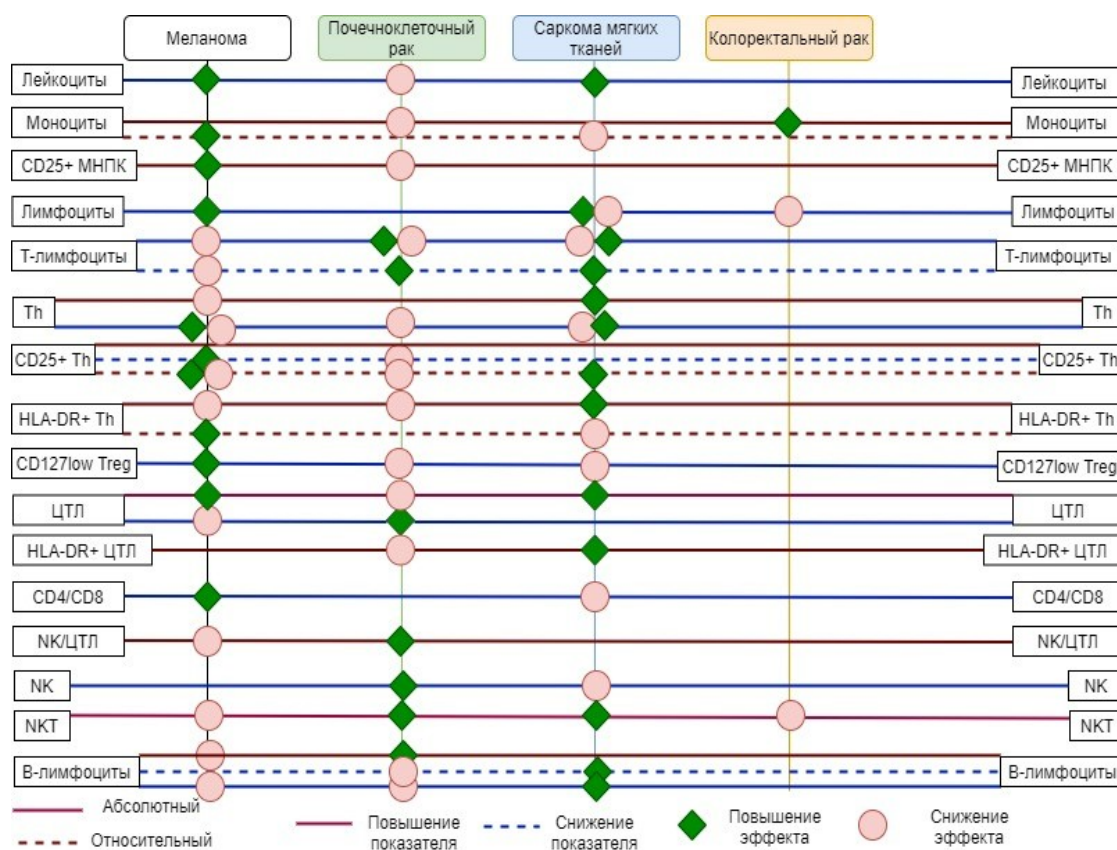 Меланома
Почечноклеточный
рак
Саркома мягких
тканей
Колоректальный рак
Лейкоциты
Лейкоциты
Моноциты
Моноциты
CD25+ МНПК
CD25+ МНПК
Лимфоциты
Лимфоциты
Т-лимфоциты
Т-лимфоциты
Th
Th
CD25+ Th
CD25+ Th
HLA-DR+ Th
HLA-DR+ Th
CD127low Treg
CD127low Treg
ЦТЛ
ЦТЛ
HLA-DR+ ЦТЛ
HLA-DR+ ЦТЛ
CD4/CD8
CD4/CD8
NK/ЦТЛ
NK/ЦТЛ
NK
NK
NKT
NKT
В-лимфоциты
В-лимфоциты
Абсолютный
Относительный
Повышение
показателя
Снижение
показателя
Повышение
эффекта
Снижение
эффекта